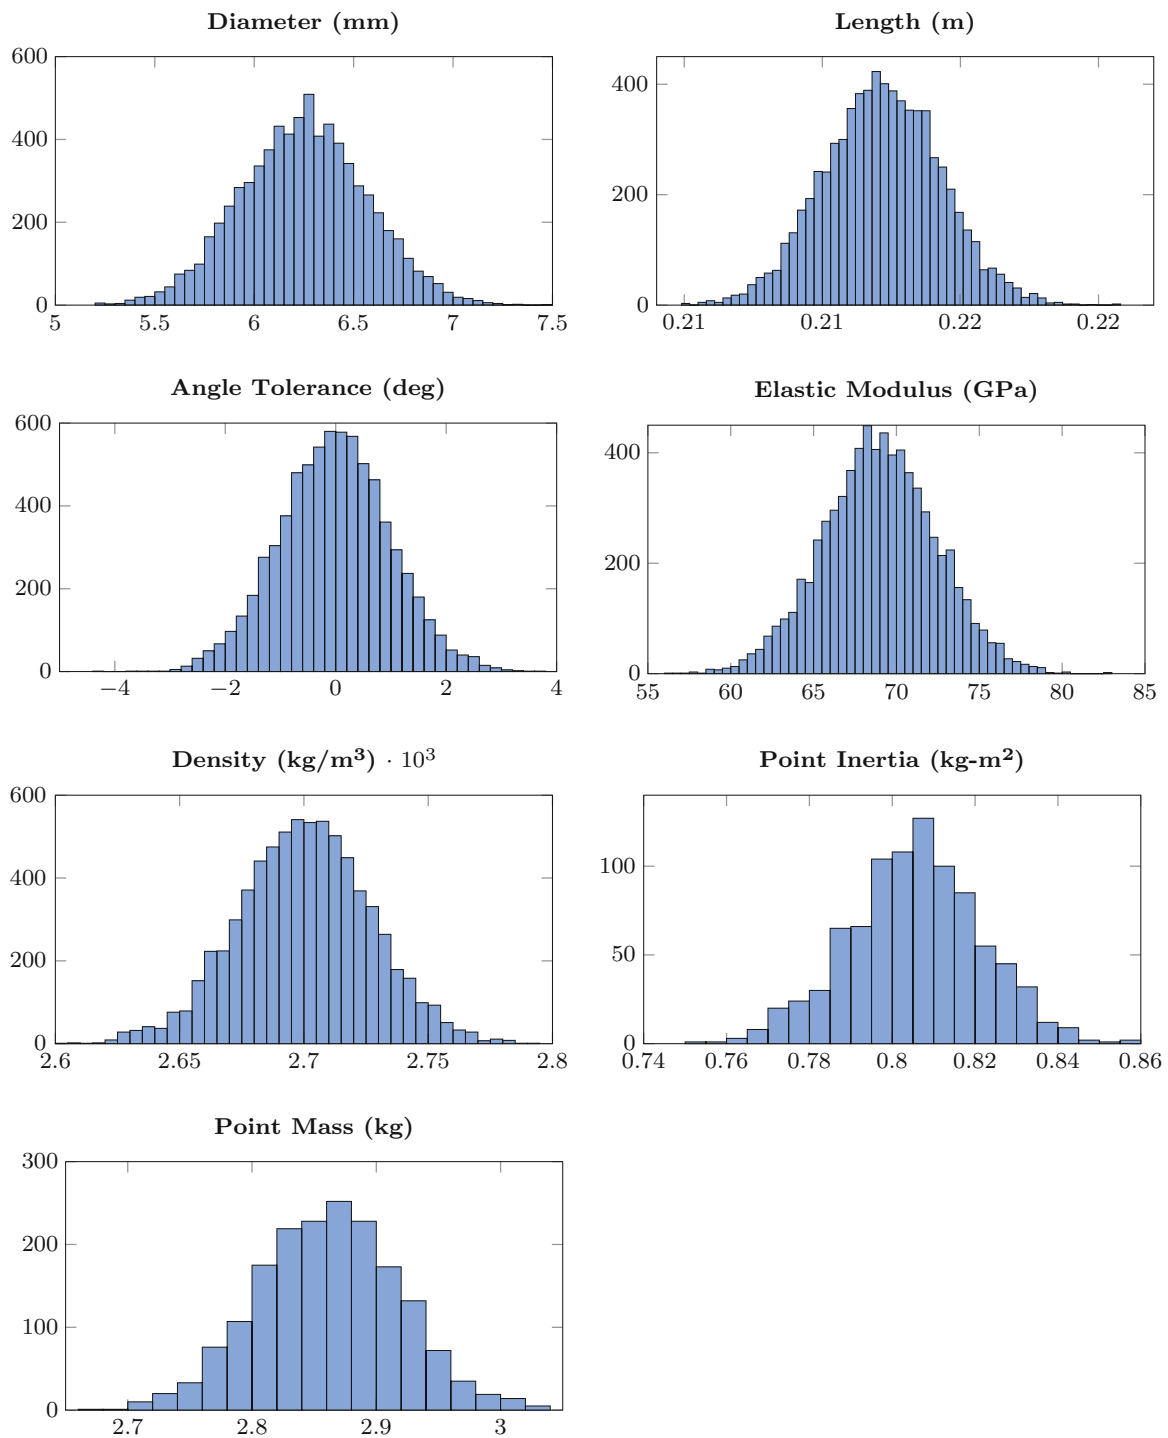 Diameter (mm)
600
400
200
0
5 5.5 6 6.5 7 7.5
Length (m)
400
200
0
0.21 0.21 0.22 0.22
Angle Tolerance (deg)
600
400
200
0
−4 −2 0 2 4
Elastic Modulus (GPa)
400
200
0
55 60 65 70 75 80 85
Density (kg/m³) · 10³
600
400
200
0
2.6 2.65 2.7 2.75 2.8
Point Inertia (kg-m²)
100
50
0
0.74 0.76 0.78 0.8 0.82 0.84 0.86
Point Mass (kg)
300
200
100
0
2.7 2.8 2.9 3